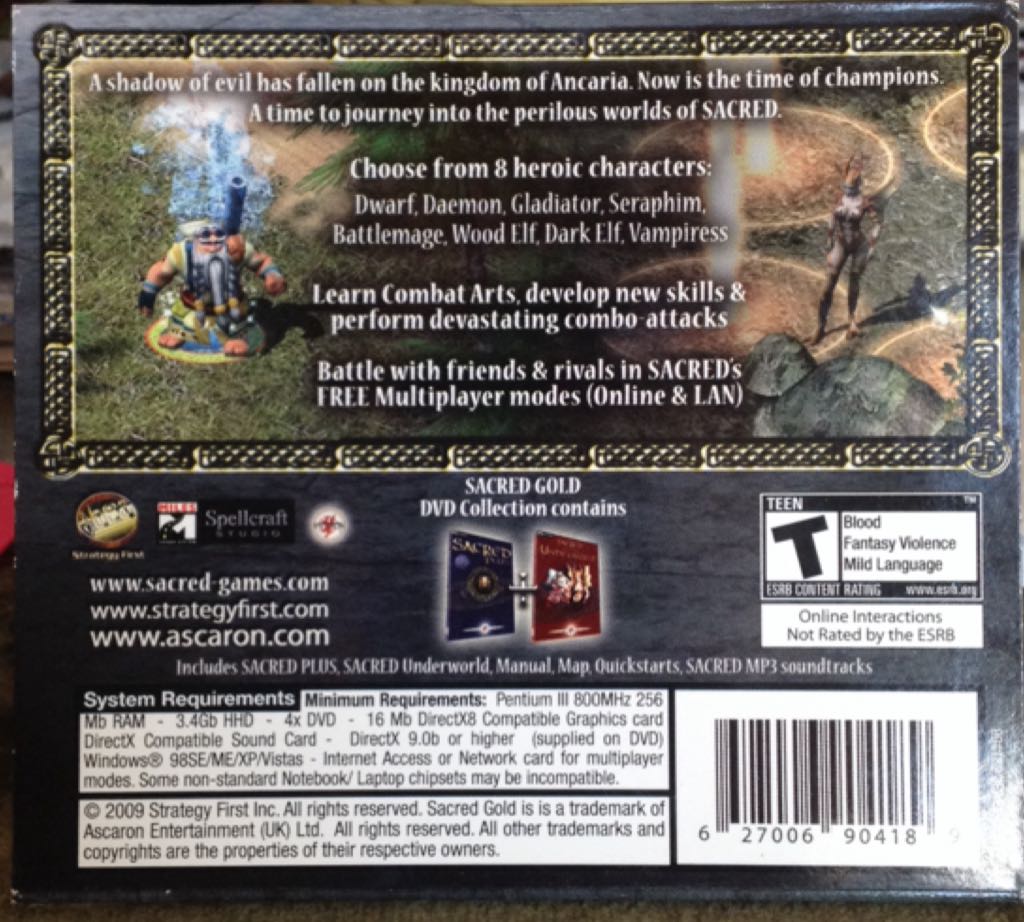 A shadow of evil has fallen on the kingdom of Ancaria. Now is the time of champions.
A time to journey into the perilous worlds of SACRED.
Choose from 8 heroic characters:
Dwarf, Daemon, Gladiator, Seraphim,
Battlemage, Wood Elf, Dark Elf, Vampiress
Learn Combat Arts, develop new skills &
perform devastating combo-attacks
Battle with friends & rivals in SACRED's
FREE Multiplayer modes (Online & LAN)
SACRED GOLD
DVD Collection contains
Strategy First
MILES
Spellcraft
STUDIO
SACRED
UNDERWORLD
www.sacred-games.com
www.strategyfirst.com
www.ascaron.com
TEEN
T
Blood
Fantasy Violence
Mild Language
ESRB CONTENT RATING www.esrb.org
Online Interactions
Not Rated by the ESRB
Includes SACRED PLUS, SACRED Underworld, Manual, Map, Quickstarts, SACRED MP3 soundtracks
System Requirements Minimum Requirements: Pentium III 800MHz 256
Mb RAM - 3.4Gb HHD - 4x DVD - 16 Mb DirectX8 Compatible Graphics card
DirectX Compatible Sound Card - DirectX 9.0b or higher (supplied on DVD)
Windows® 98SE/ME/XP/Vistas - Internet Access or Network card for multiplayer
modes. Some non-standard Notebook/ Laptop chipsets may be incompatible.
© 2009 Strategy First Inc. All rights reserved. Sacred Gold is is a trademark of
Ascaron Entertainment (UK) Ltd. All rights reserved. All other trademarks and
copyrights are the properties of their respective owners.
6 27006 90418 9